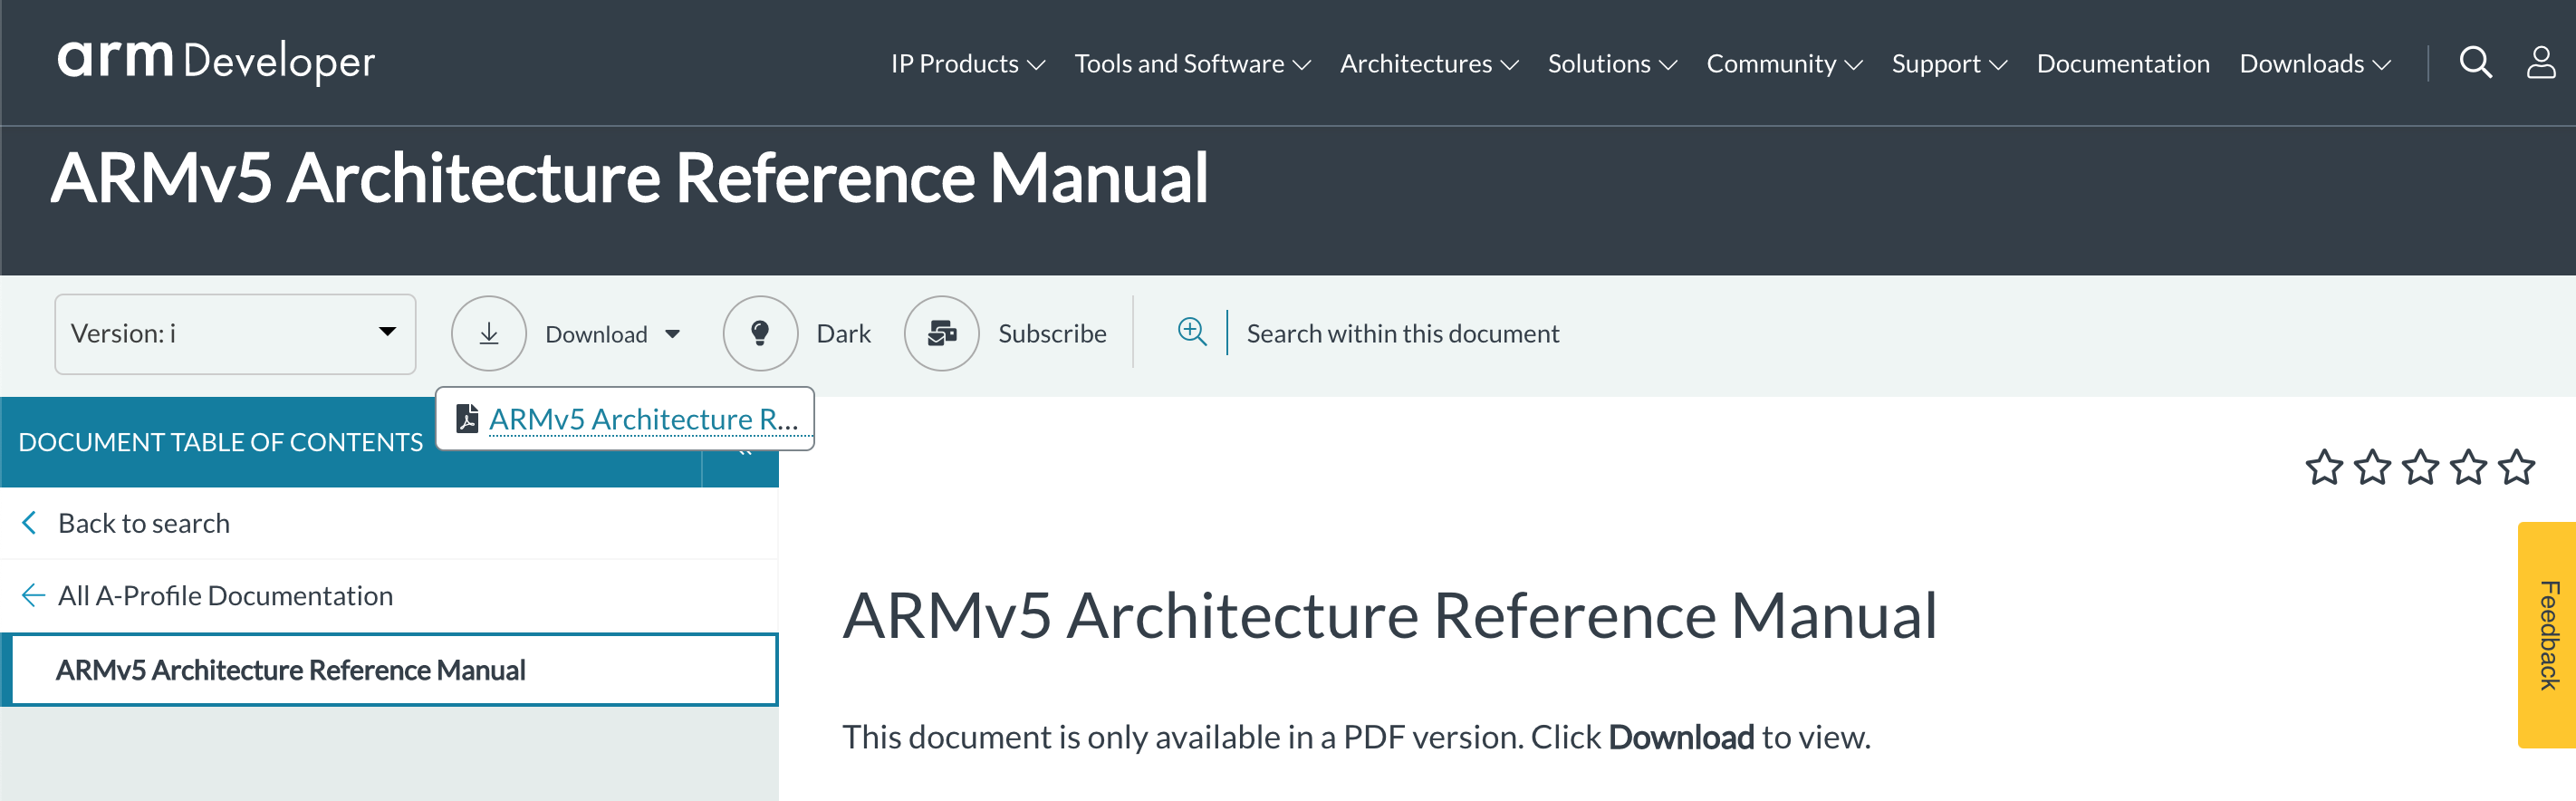 arm Developer
IP Products Tools and Software Architectures Solutions Community Support Documentation Downloads
ARMv5 Architecture Reference Manual
Version: i Download Dark Subscribe Search within this document
ARMv5 Architecture R...
DOCUMENT TABLE OF CONTENTS
Back to search
All A-Profile Documentation
ARMv5 Architecture Reference Manual
ARMv5 Architecture Reference Manual
This document is only available in a PDF version. Click Download to view.
Feedback